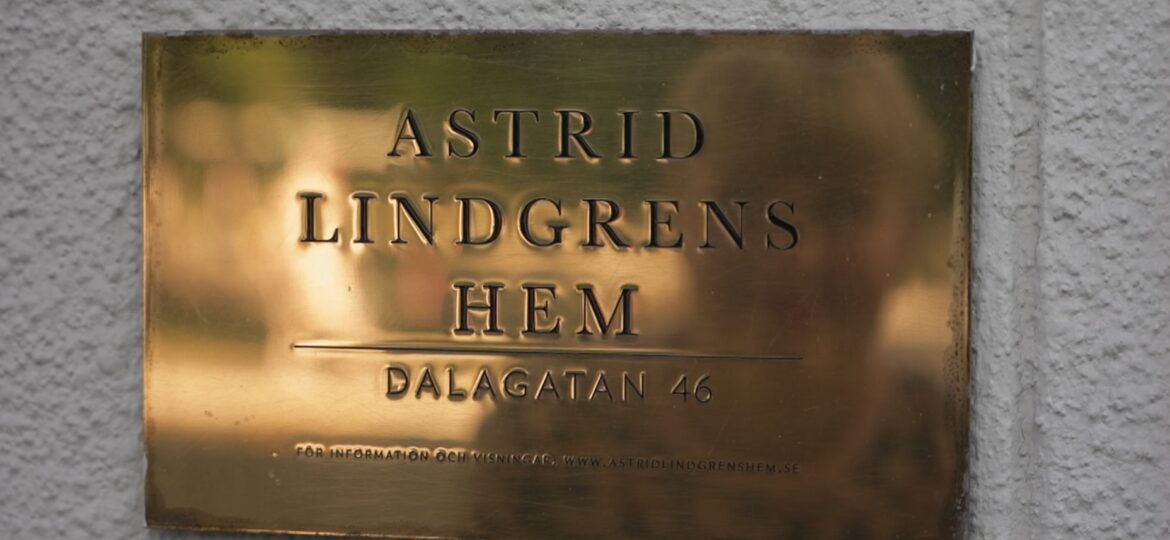 ASTRID
LINDGRENS
HEM
DALAGATAN 46
FÖR INFORMATION OCH VISNINGAR: WWW.ASTRIDLINDGRENSHEM.SE